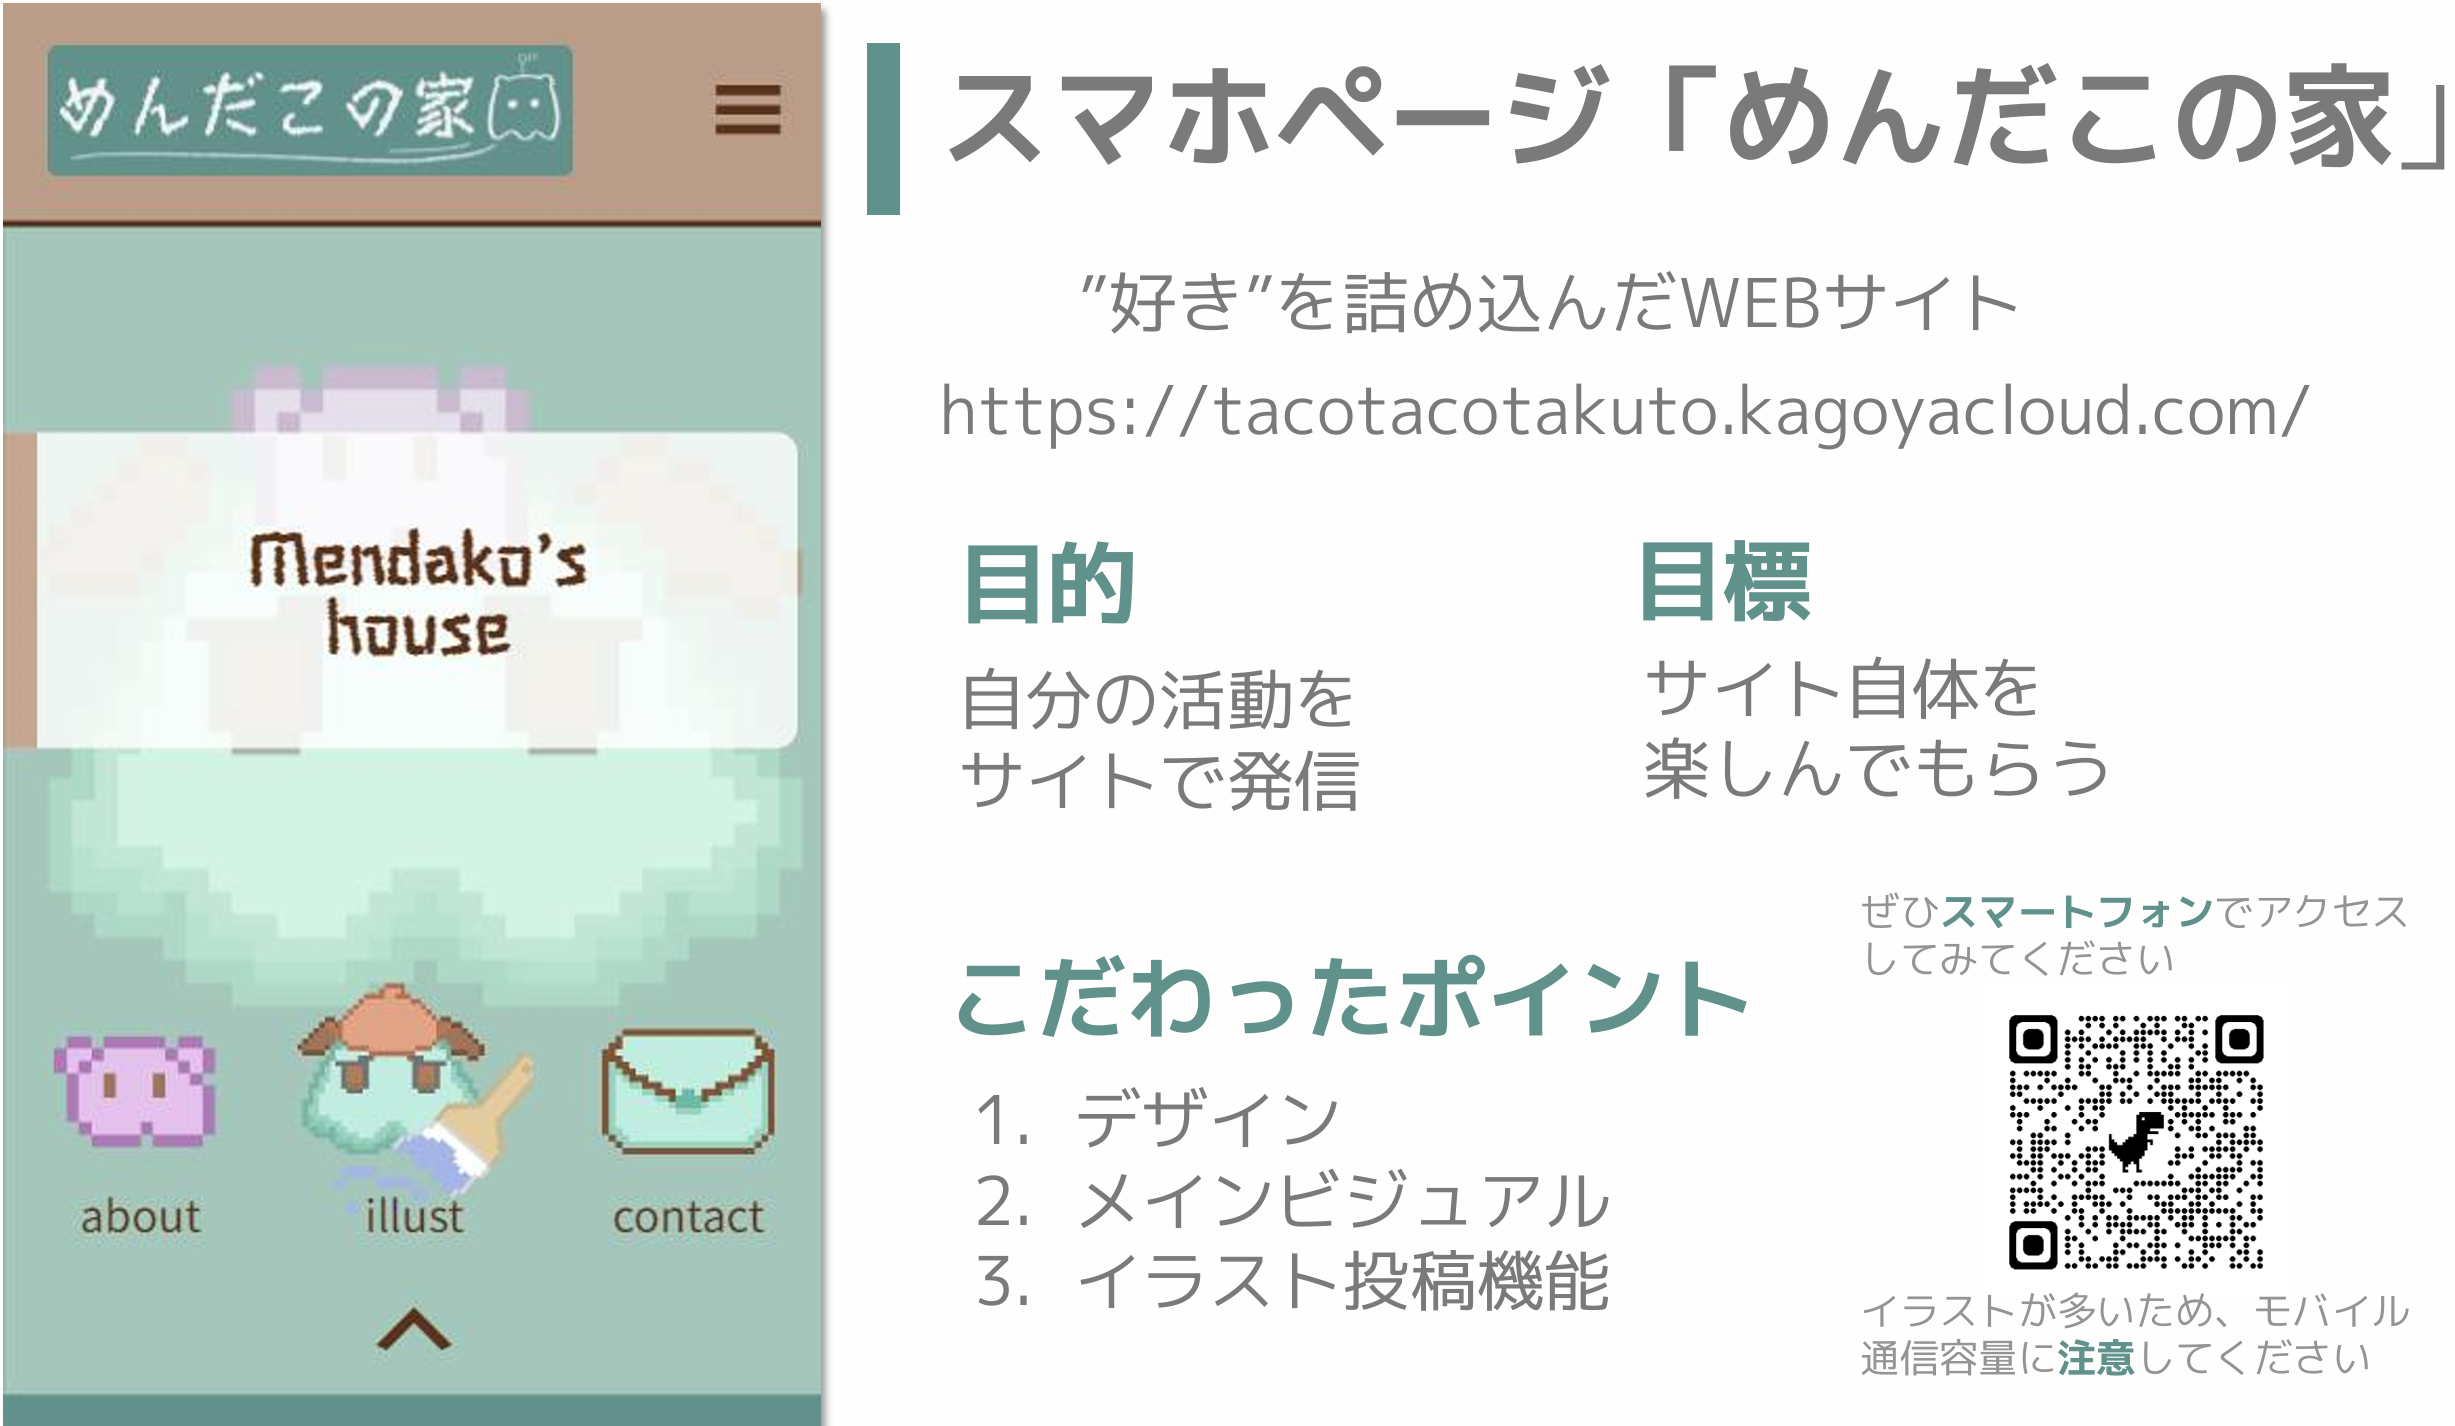 めんだこの家
Mendako's
house
about
illust
contact
スマホページ「めんだこの家」
”好き”を詰め込んだWEBサイト
https://tacotacotakuto.kagoyacloud.com/
目的
自分の活動を
サイトで発信
目標
サイト自体を
楽しんでもらう
こだわったポイント
1. デザイン
2. メインビジュアル
3. イラスト投稿機能
ぜひスマートフォンでアクセス
してみてください
イラストが多いため、モバイル
通信容量に注意してください